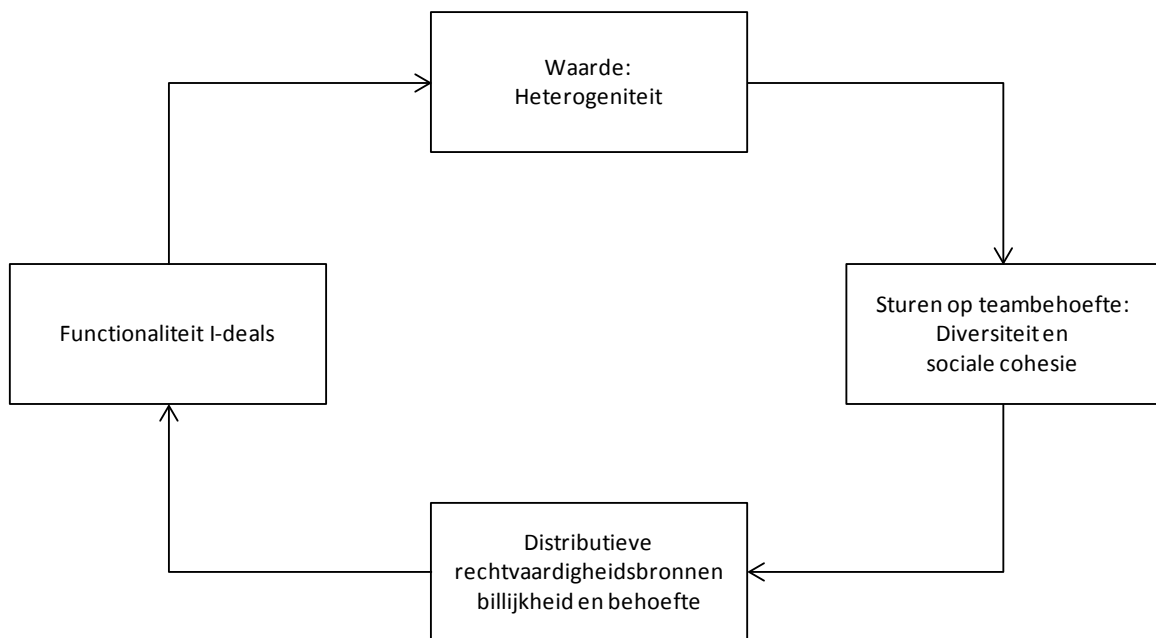 Waarde:
Heterogeniteit
Functionaliteit I-deals
Sturen op teambehoefte:
Diversiteit en
sociale cohesie
Distributieve
rechtvaardigheidsbronnen
billijkheid en behoefte